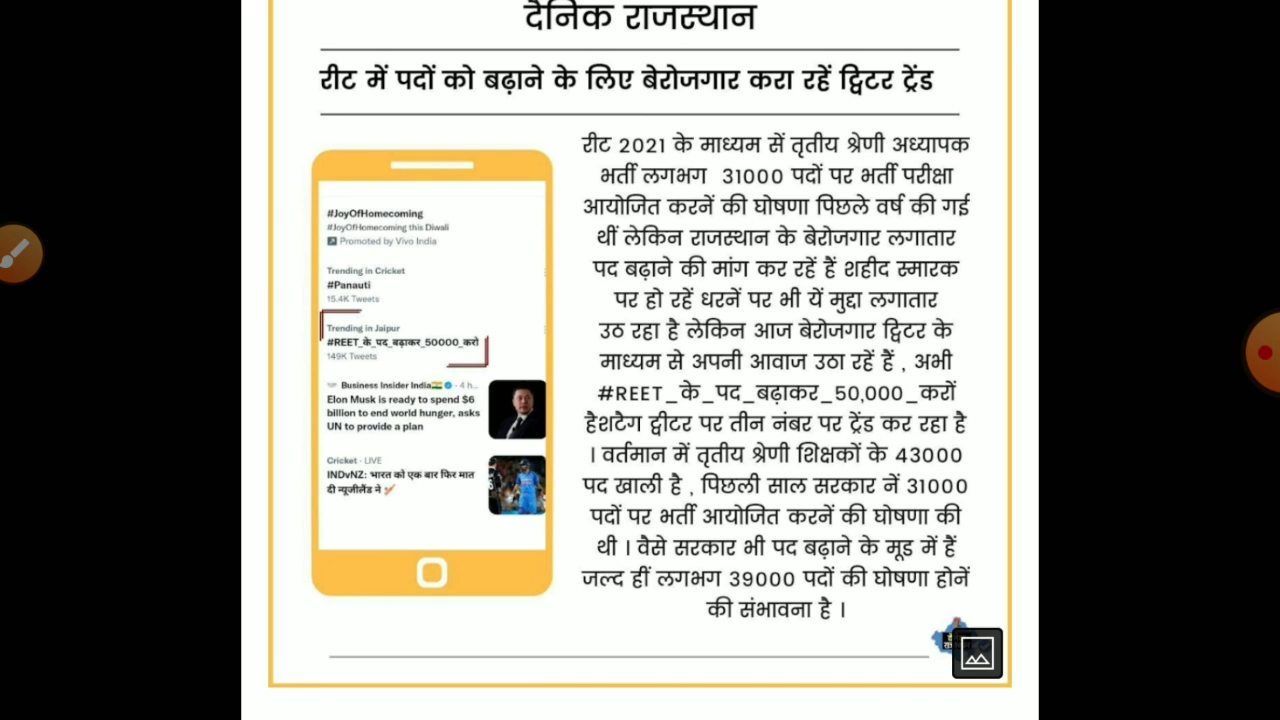 दैनिक राजस्थान
रीट में पदों को बढ़ाने के लिए बेरोजगार करा रहें ट्विटर ट्रेंड
#JoyOfHomecoming
#JoyOfHomecoming this Diwali
Promoted by Vivo India
Trending in Cricket
#Panauti
15.4K Tweets
Trending in Jaipur
#REET_के_पद_बढ़ाकर_50000_करो
149K Tweets
Business Insider India🇮🇳 · 4 h...
Elon Musk is ready to spend $6
billion to end world hunger, asks
UN to provide a plan
Cricket · LIVE
INDvNZ: भारत को एक बार फिर मात
दी न्यूजीलैंड ने 🏏
रीट 2021 के माध्यम सें तृतीय श्रेणी अध्यापक
भर्ती लगभग 31000 पदों पर भर्ती परीक्षा
आयोजित करनें की घोषणा पिछले वर्ष की गई
थीं लेकिन राजस्थान के बेरोजगार लगातार
पद बढ़ाने की मांग कर रहें हैं शहीद स्मारक
पर हो रहें धरनें पर भी यें मुद्दा लगातार
उठ रहा है लेकिन आज बेरोजगार ट्विटर के
माध्यम से अपनी आवाज उठा रहें हैं , अभी
#REET_के_पद_बढ़ाकर_50,000_करों
हैशटैग ट्वीटर पर तीन नंबर पर ट्रेंड कर रहा है
। वर्तमान में तृतीय श्रेणी शिक्षकों के 43000
पद खाली है , पिछली साल सरकार नें 31000
पदों पर भर्ती आयोजित करनें की घोषणा की
थी । वैसे सरकार भी पद बढ़ाने के मूड में हैं
जल्द हीं लगभग 39000 पदों की घोषणा होनें
की संभावना है ।